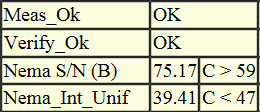 Meas_Ok OK
Verify_Ok OK
Nema S/N (B) 75.17 C > 59
Nema_Int_Unif 39.41 C < 47